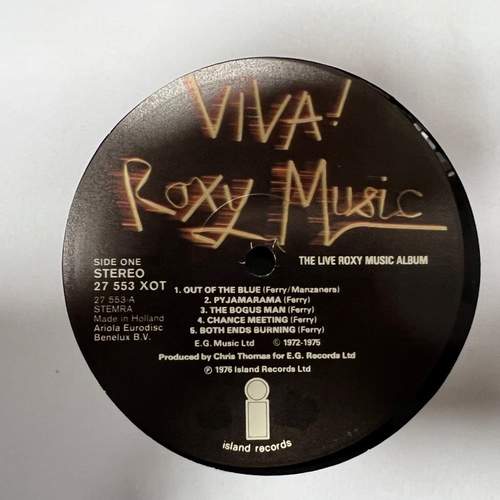 VIVA!
Roxy Music
THE LIVE ROXY MUSIC ALBUM
SIDE ONE
STEREO
27 553 XOT
27 553-A
STEMRA
Made in Holland
Ariola Eurodisc
Benelux B.V.
1. OUT OF THE BLUE (Ferry/Manzanera)
2. PYJAMARAMA (Ferry)
3. THE BOGUS MAN (Ferry)
4. CHANCE MEETING (Ferry)
5. BOTH ENDS BURNING (Ferry)
E.G. Music Ltd © 1972-1975
Produced by Chris Thomas for E.G. Records Ltd
℗ 1976 Island Records Ltd
i
island records